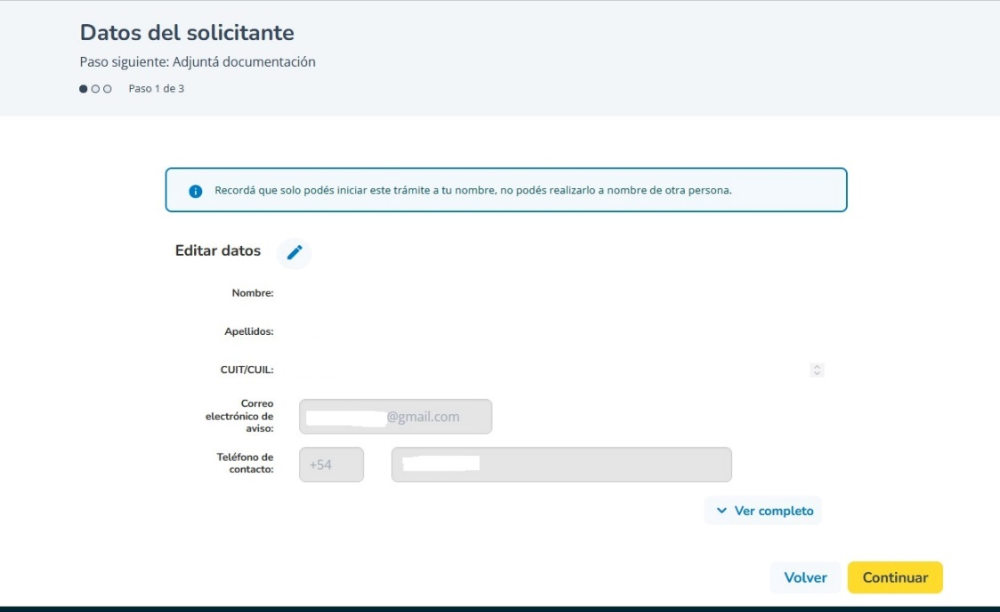 Datos del solicitante
Paso siguiente: Adjuntá documentación
Paso 1 de 3
Recordá que solo podés iniciar este trámite a tu nombre, no podés realizarlo a nombre de otra persona.
Editar datos
Nombre:
Apellidos:
CUIT/CUIL:
Correo
electrónico de
aviso:
@gmail.com
Teléfono de
contacto:
+54
Ver completo
Volver
Continuar